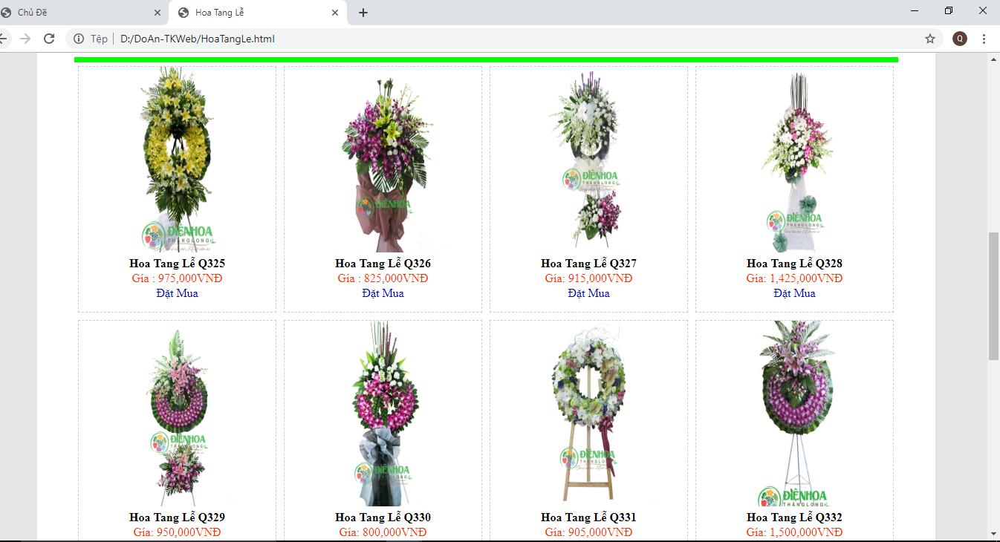 Chủ Đề
Hoa Tang Lễ
Tệp
D:/DoAn-TKWeb/HoaTangLe.html
Q
ĐIỆNHOA
THĂNGLONG
ĐIỆNHOA
ĐIỆNHOA
THĂNGLONG
ĐIỆNHOA
THĂNGLONG
Hoa Tang Lễ Q325
Gía : 975,000VNĐ
Đặt Mua
Hoa Tang Lễ Q326
Gía : 825,000VNĐ
Đặt Mua
Hoa Tang Lễ Q327
Gía: 915,000VNĐ
Đặt Mua
Hoa Tang Lễ Q328
Gía: 1,425,000VNĐ
Đặt Mua
ĐIỆNHOA
ĐIỆNHOA
THĂNGLONG
ĐIỆNHOA
THĂNGLONG
ĐIỆNHOA
THĂNGLONG
Hoa Tang Lễ Q329
Gía: 950,000VNĐ
Hoa Tang Lễ Q330
Gía: 800,000VNĐ
Hoa Tang Lễ Q331
Gía: 905,000VNĐ
Hoa Tang Lễ Q332
Gía: 1,500,000VNĐ